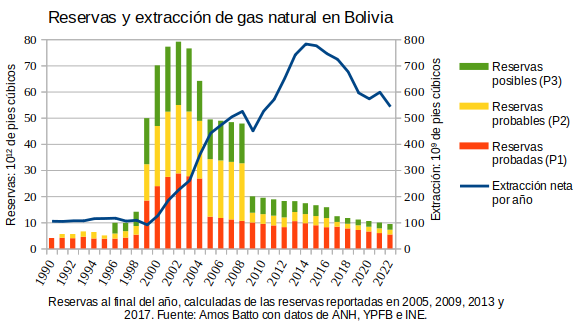 Reservas y extracción de gas natural en Bolivia
80
70
60
50
40
30
20
10
0
Reservas: 10¹² de pies cúbicos
800
700
600
500
400
300
200
100
0
Extracción: 10⁹ de pies cúbicos
1990
1992
1994
1996
1998
2000
2002
2004
2006
2008
2010
2012
2014
2016
2018
2020
2022
Reservas
posibles (P3)
Reservas
probables (P2)
Reservas
probadas (P1)
Extracción neta
por año
Reservas al final del año, calculadas de las reservas reportadas en 2005, 2009, 2013 y
2017. Fuente: Amos Batto con datos de ANH, YPFB e INE.